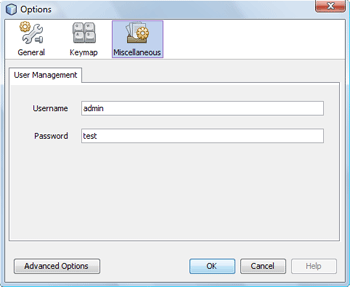 Options
General Keymap Miscellaneous
User Management
Username admin
Password test
Advanced Options OK Cancel Help